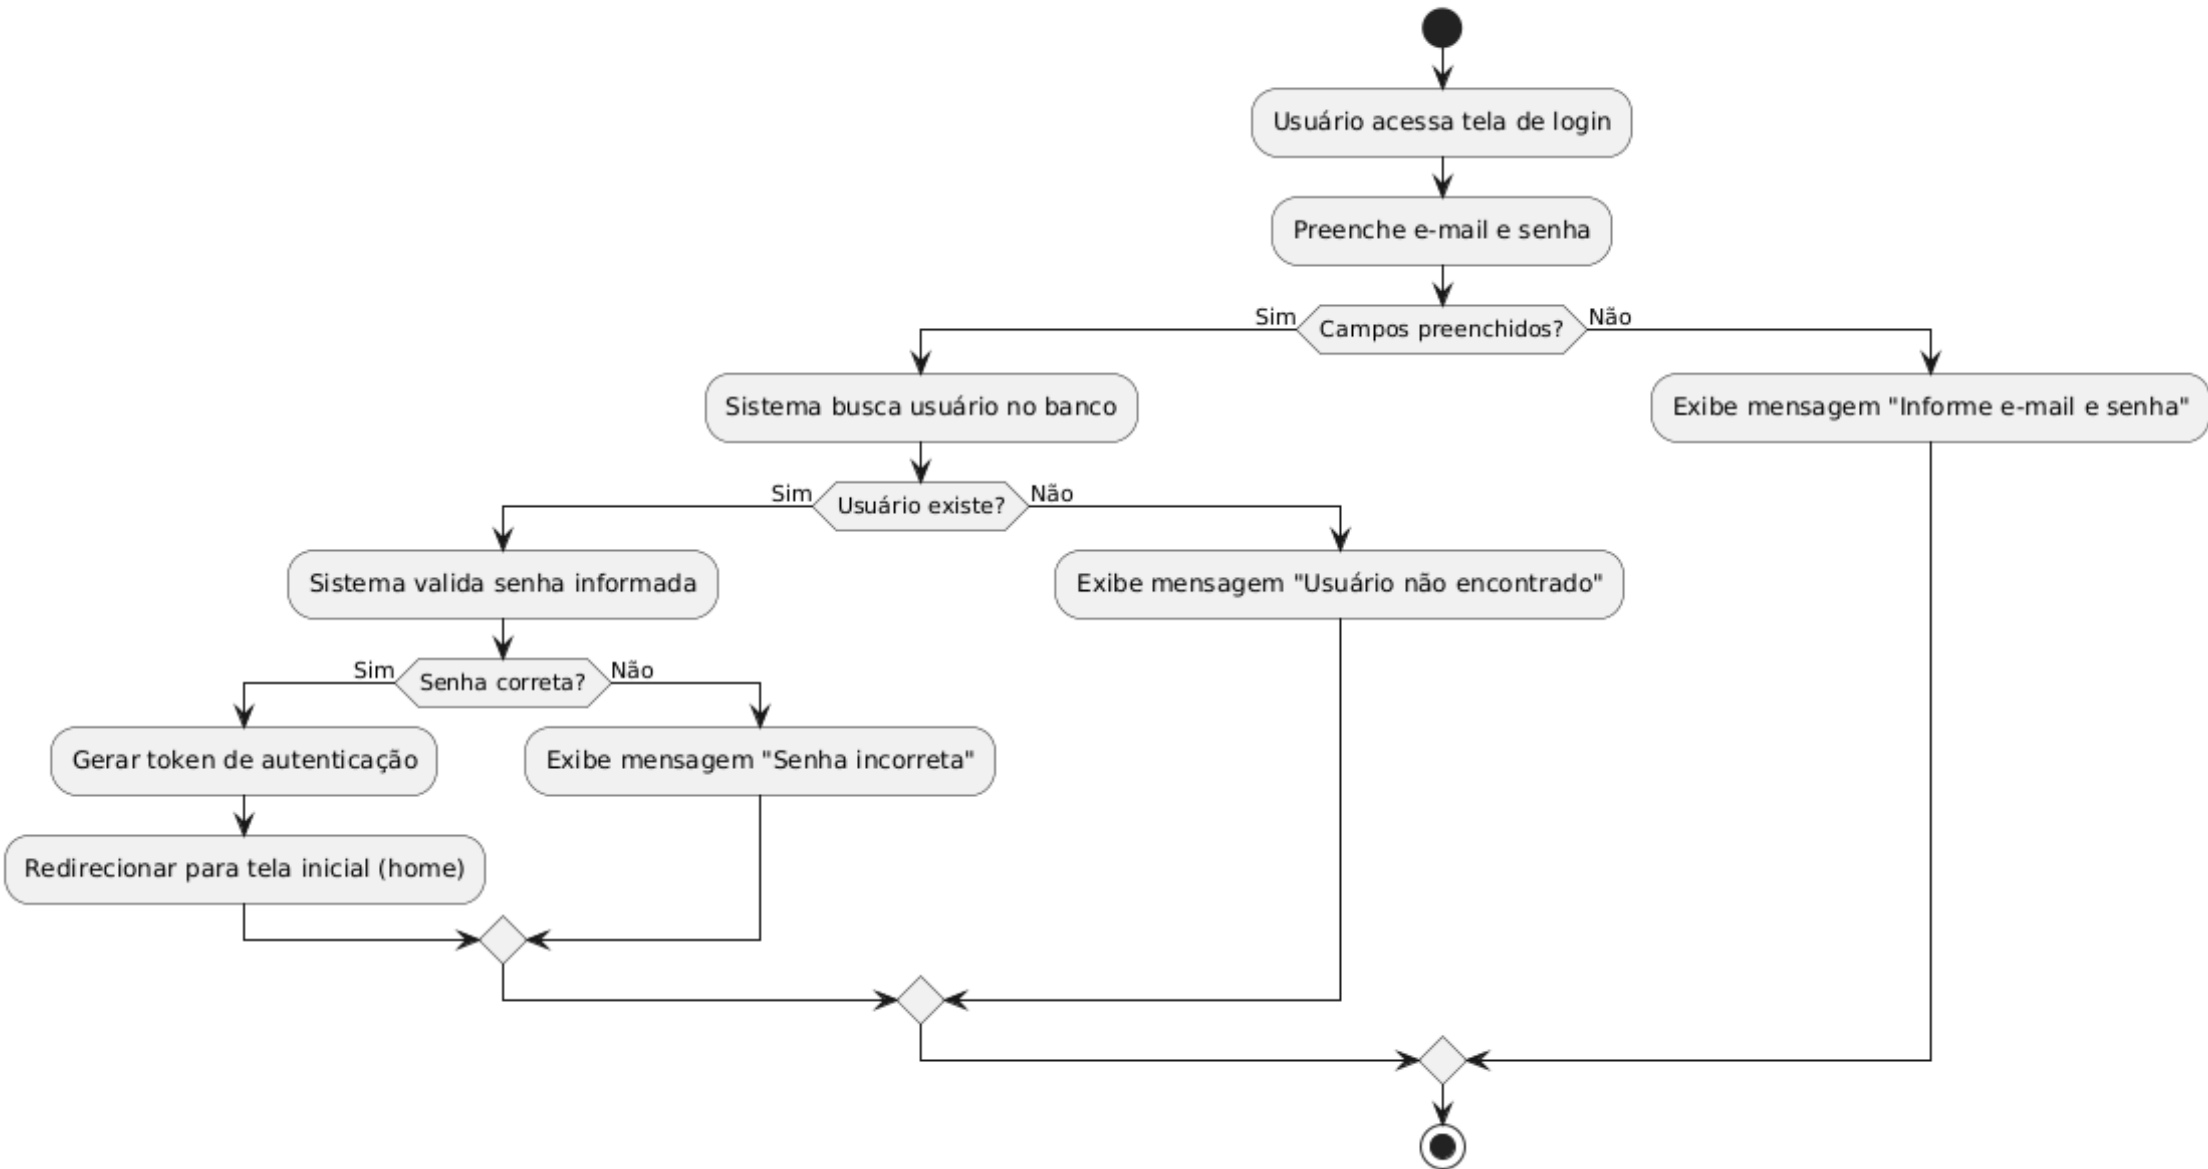 Usuário acessa tela de login
Preenche e-mail e senha
Sim
Campos preenchidos?
Não
Sistema busca usuário no banco
Exibe mensagem "Informe e-mail e senha"
Sim
Usuário existe?
Não
Sistema valida senha informada
Exibe mensagem "Usuário não encontrado"
Sim
Senha correta?
Não
Gerar token de autenticação
Exibe mensagem "Senha incorreta"
Redirecionar para tela inicial (home)